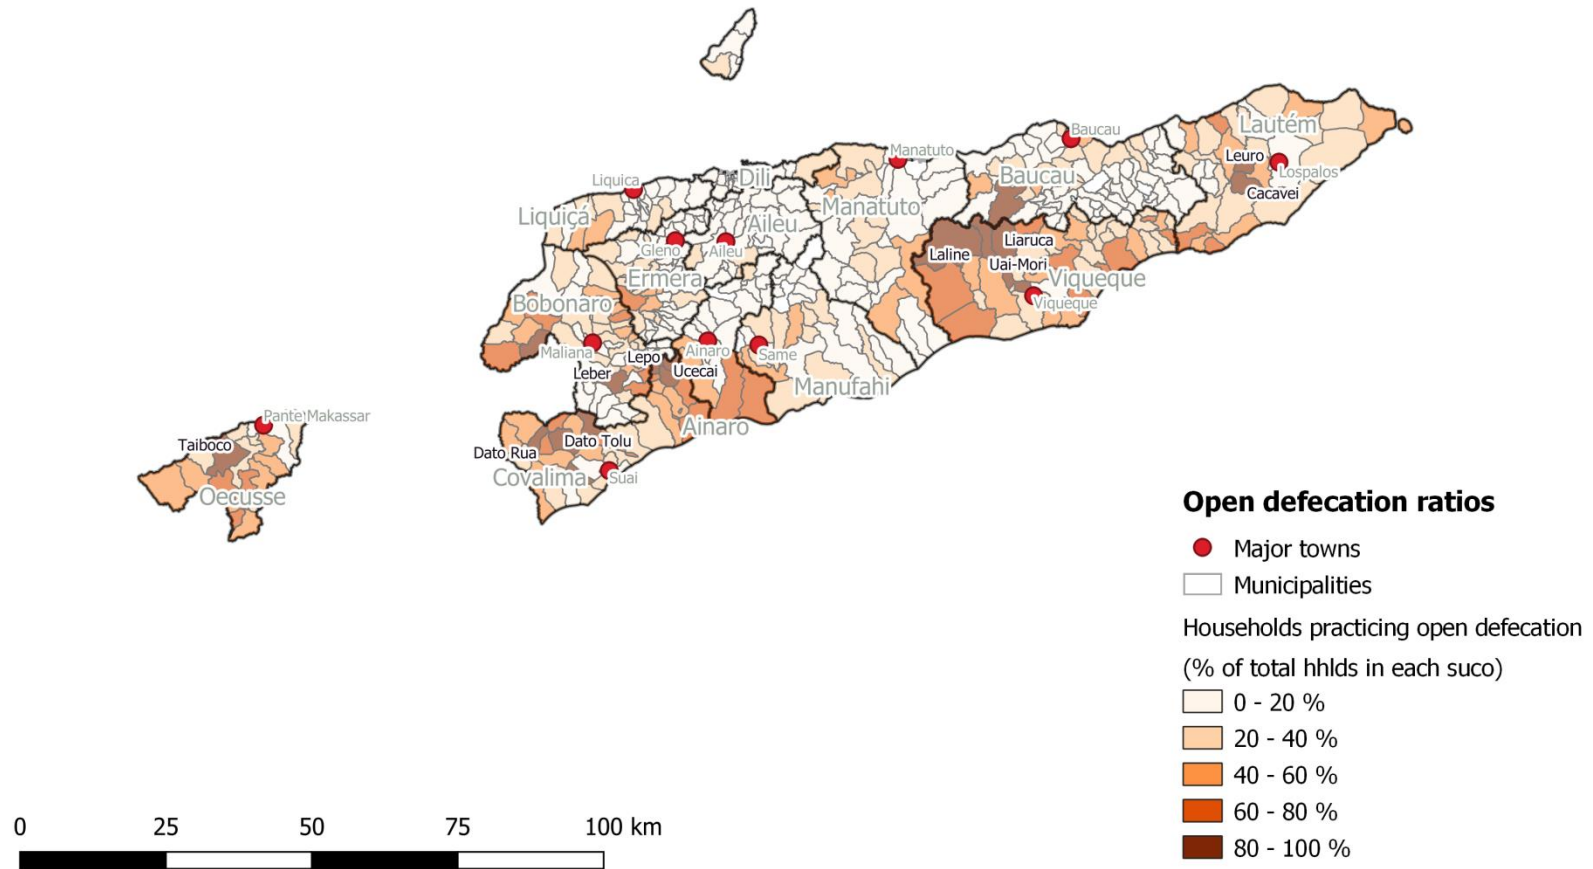 Baucau
Manatuto
Lautém
Leuro
Lospalos
Cacavei
Liquica
Dili
Baucau
Liquiçá
Aileu
Manatuto
Gleno
Aileu
Liaruca
Laline
Uai-Mori
Erméra
Viqueque
Bobonaro
Viqueque
Maliana
Lepo
Ainaro
Same
Leber
Ucecai
Manufahi
Pante Makassar
Ainaro
Taiboco
Dato Tolu
Dato Rua
Covalima
Suai
Oecusse
Open defecation ratios
Major towns
Municipalities
Households practicing open defecation
(% of total hhlds in each suco)
0 - 20 %
20 - 40 %
40 - 60 %
60 - 80 %
80 - 100 %
0 25 50 75 100 km